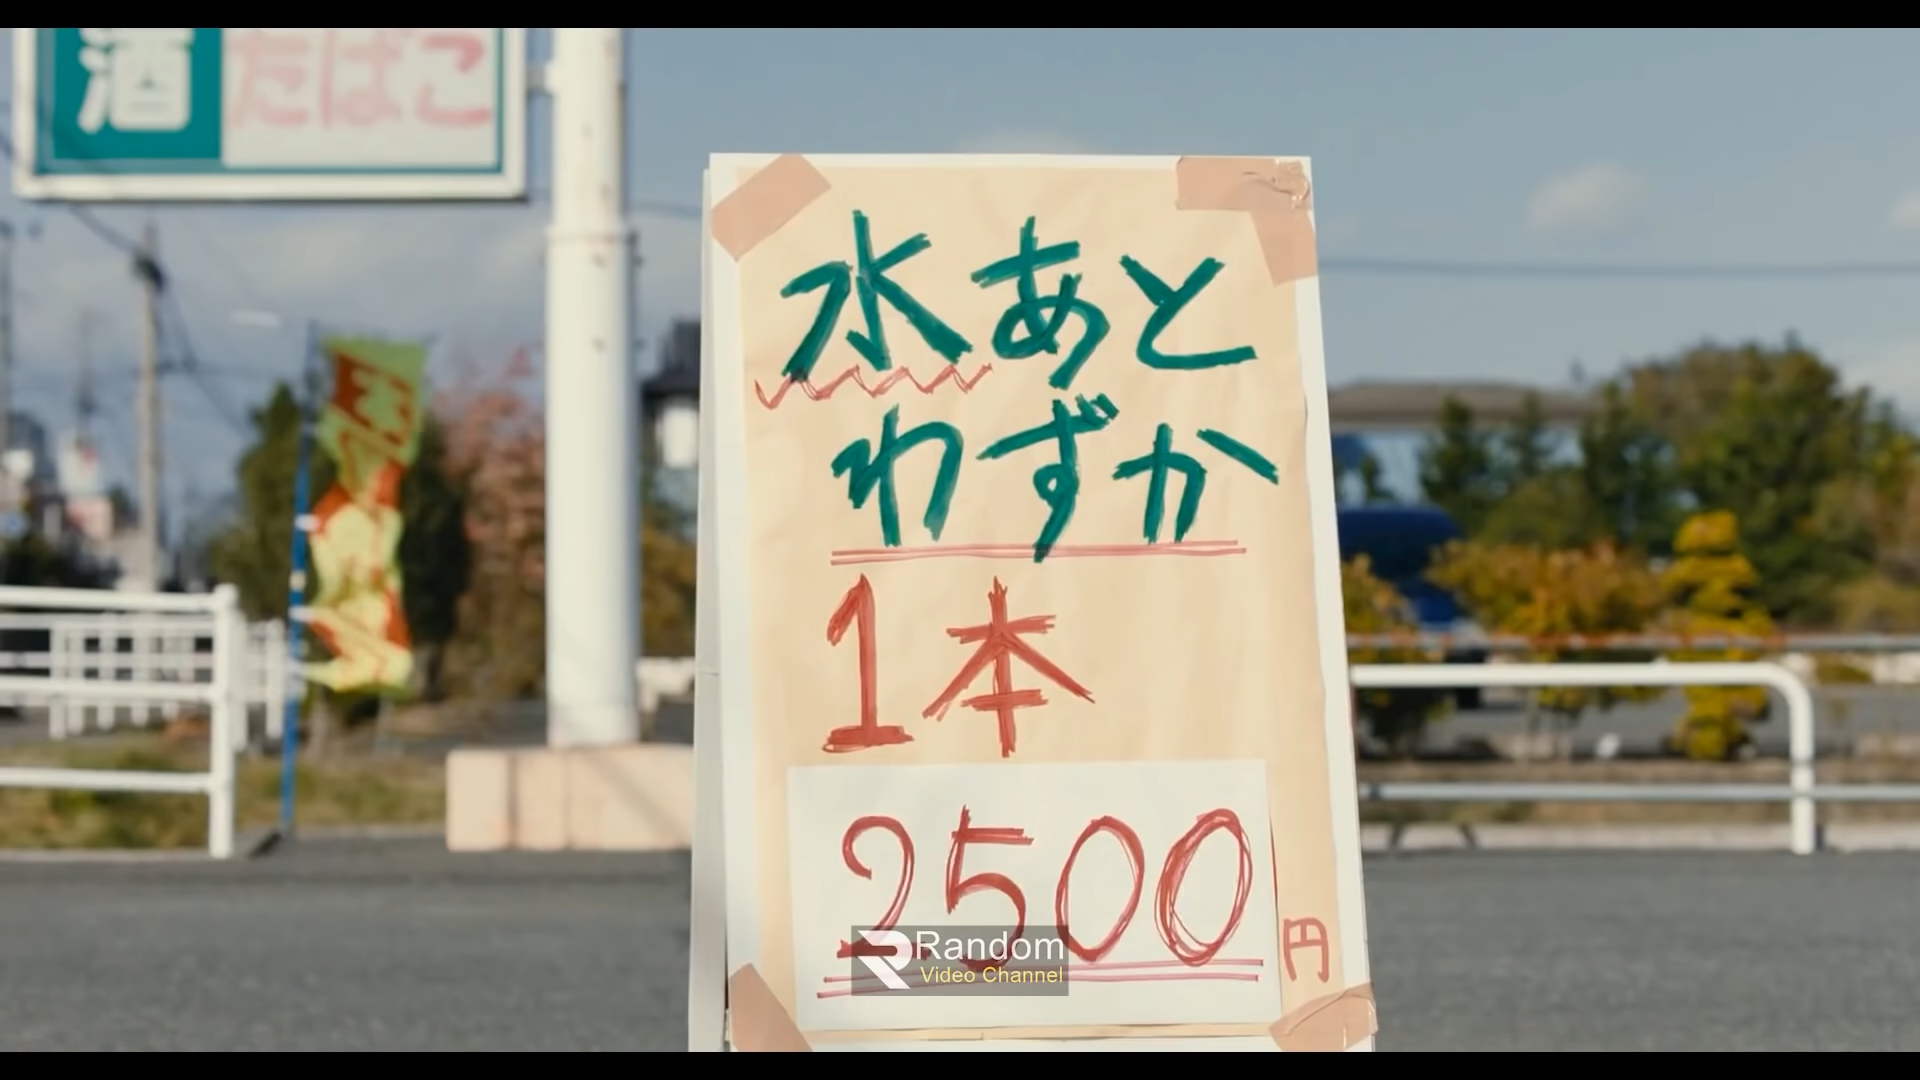 酒 たばこ
水あと
わずか
1本
2500円
Random
Video Channel